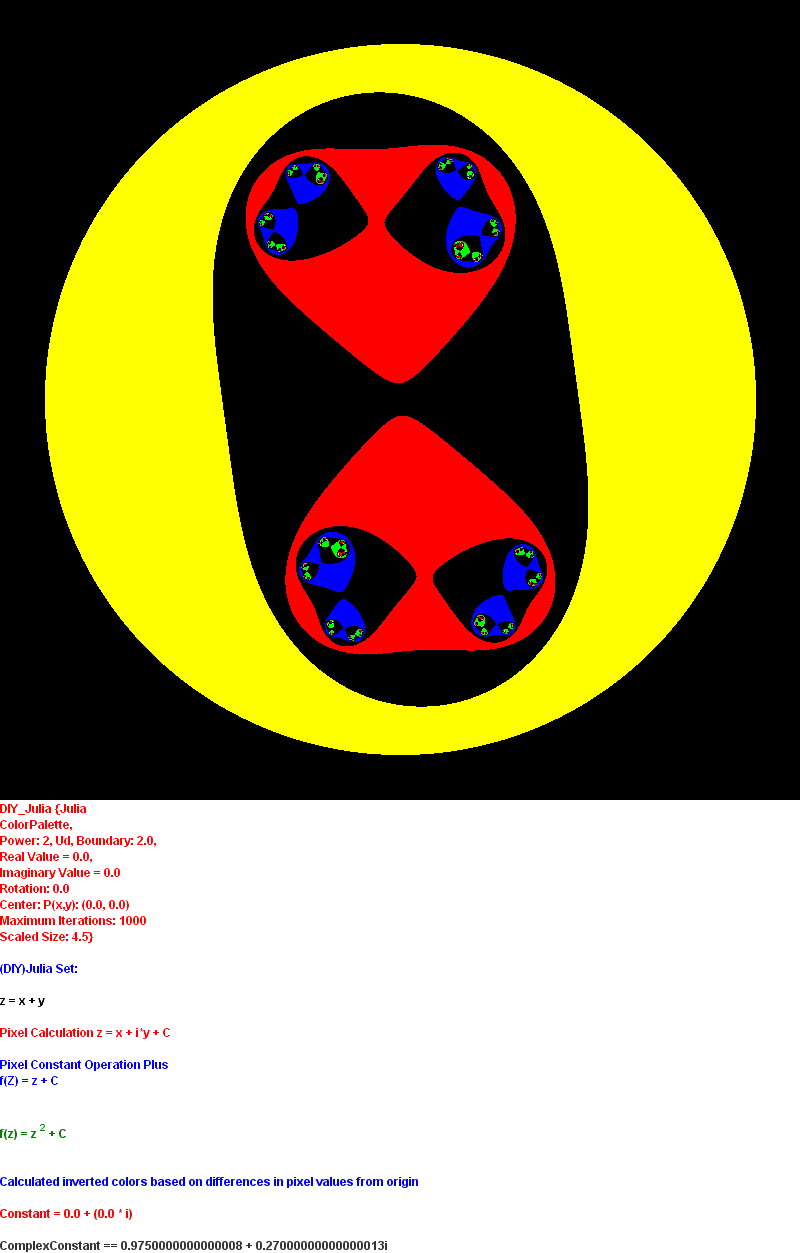 DIY_Julia {Julia
ColorPalette,
Power: 2, Ud, Boundary: 2.0,
Real Value = 0.0,
Imaginary Value = 0.0
Rotation: 0.0
Center: P(x,y): (0.0, 0.0)
Maximum Iterations: 1000
Scaled Size: 4.5}
(DIY)Julia Set:
z = x + y
Pixel Calculation z = x + i*y + C
Pixel Constant Operation Plus
f(Z) = z + C
f(z) = z ² + C
Calculated inverted colors based on differences in pixel values from origin
Constant = 0.0 + (0.0 * i)
ComplexConstant == 0.9750000000000008 + 0.27000000000000013i